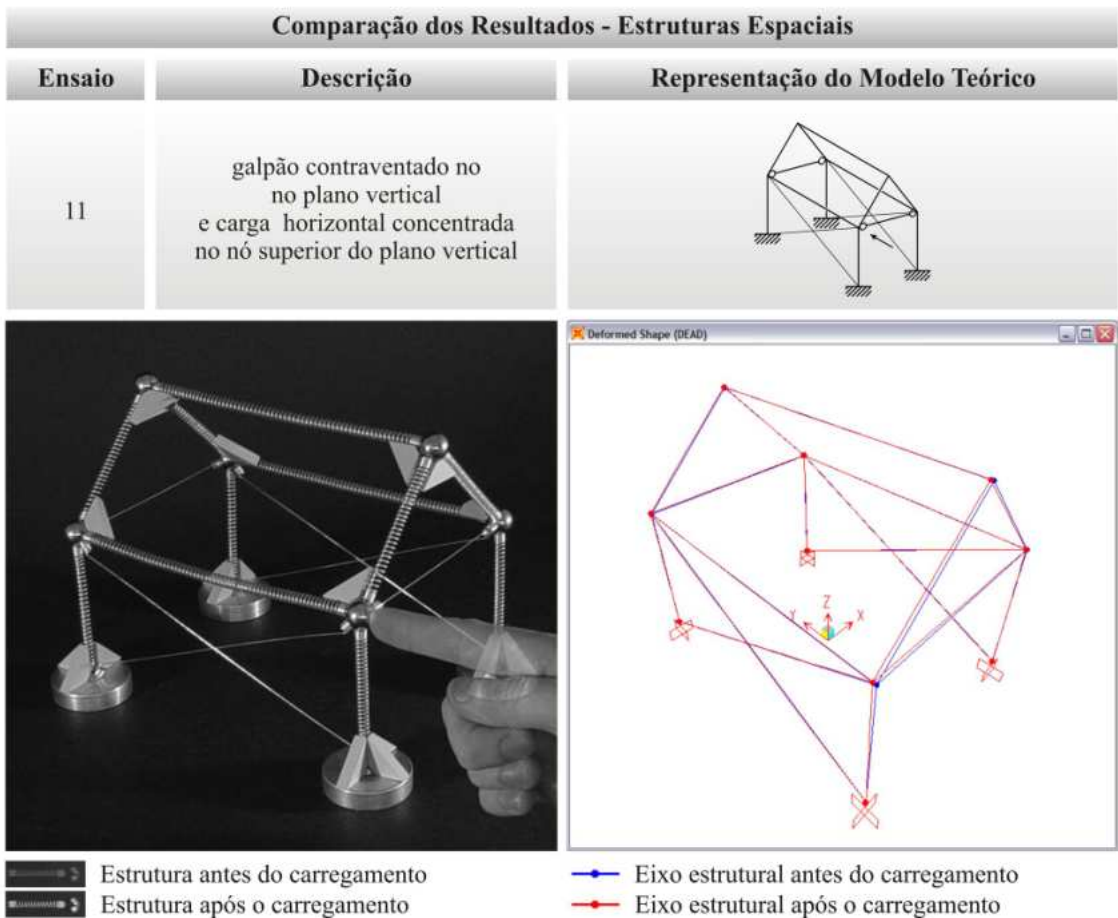 Comparação dos Resultados - Estruturas Espaciais
Ensaio
Descrição
Representação do Modelo Teórico
11
galpão contraventado no
no plano vertical
e carga horizontal concentrada
no nó superior do plano vertical
Deformed Shape (DEAD)
Z
Y
X
Estrutura antes do carregamento
Estrutura após o carregamento
Eixo estrutural antes do carregamento
Eixo estrutural após o carregamento